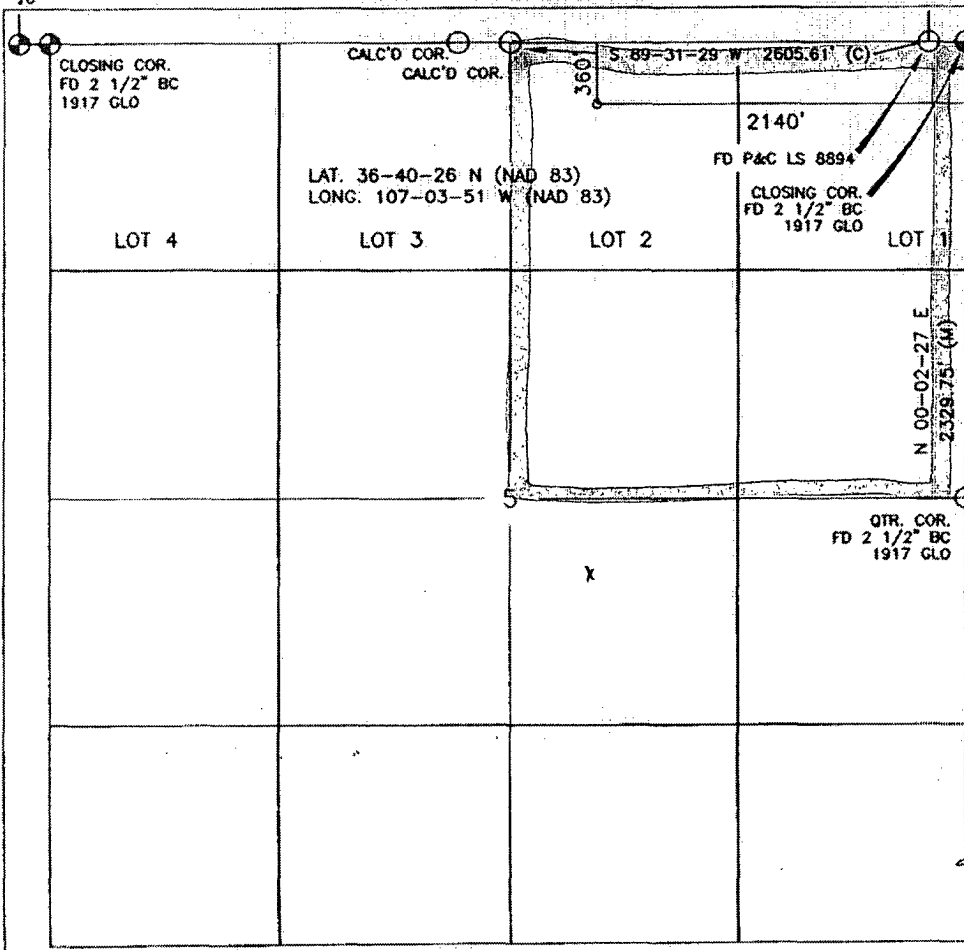 CLOSING COR.
FD 2 1/2" BC
1917 GLO
CALC'D COR.
CALC'D COR.
S 89-31-29 W 2605.61' (C)
360'
2140'
FD P&C LS 8894
CLOSING COR.
FD 2 1/2" BC
1917 GLO
LAT. 36-40-26 N (NAD 83)
LONG. 107-03-51 W (NAD 83)
LOT 4
LOT 3
LOT 2
LOT 1
N 00-02-27 E
2329.75' (M)
5
QTR. COR.
FD 2 1/2" BC
1917 GLO
X